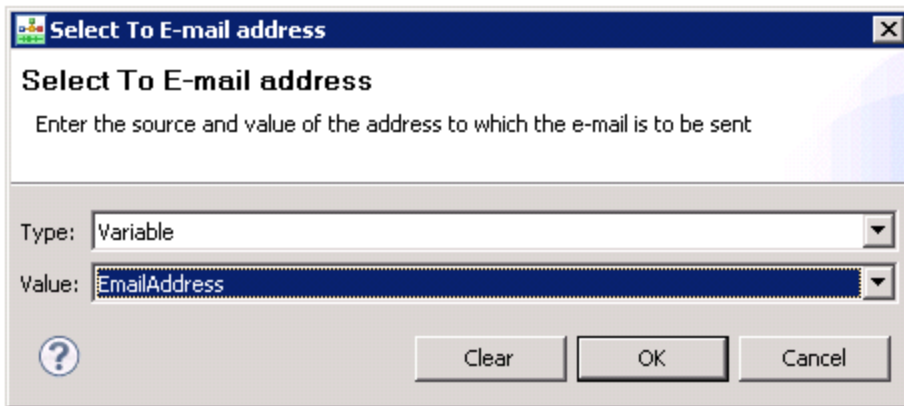 Select To E-mail address
Select To E-mail address
Enter the source and value of the address to which the e-mail is to be sent
Type: Variable
Value: EmailAddress
? Clear OK Cancel